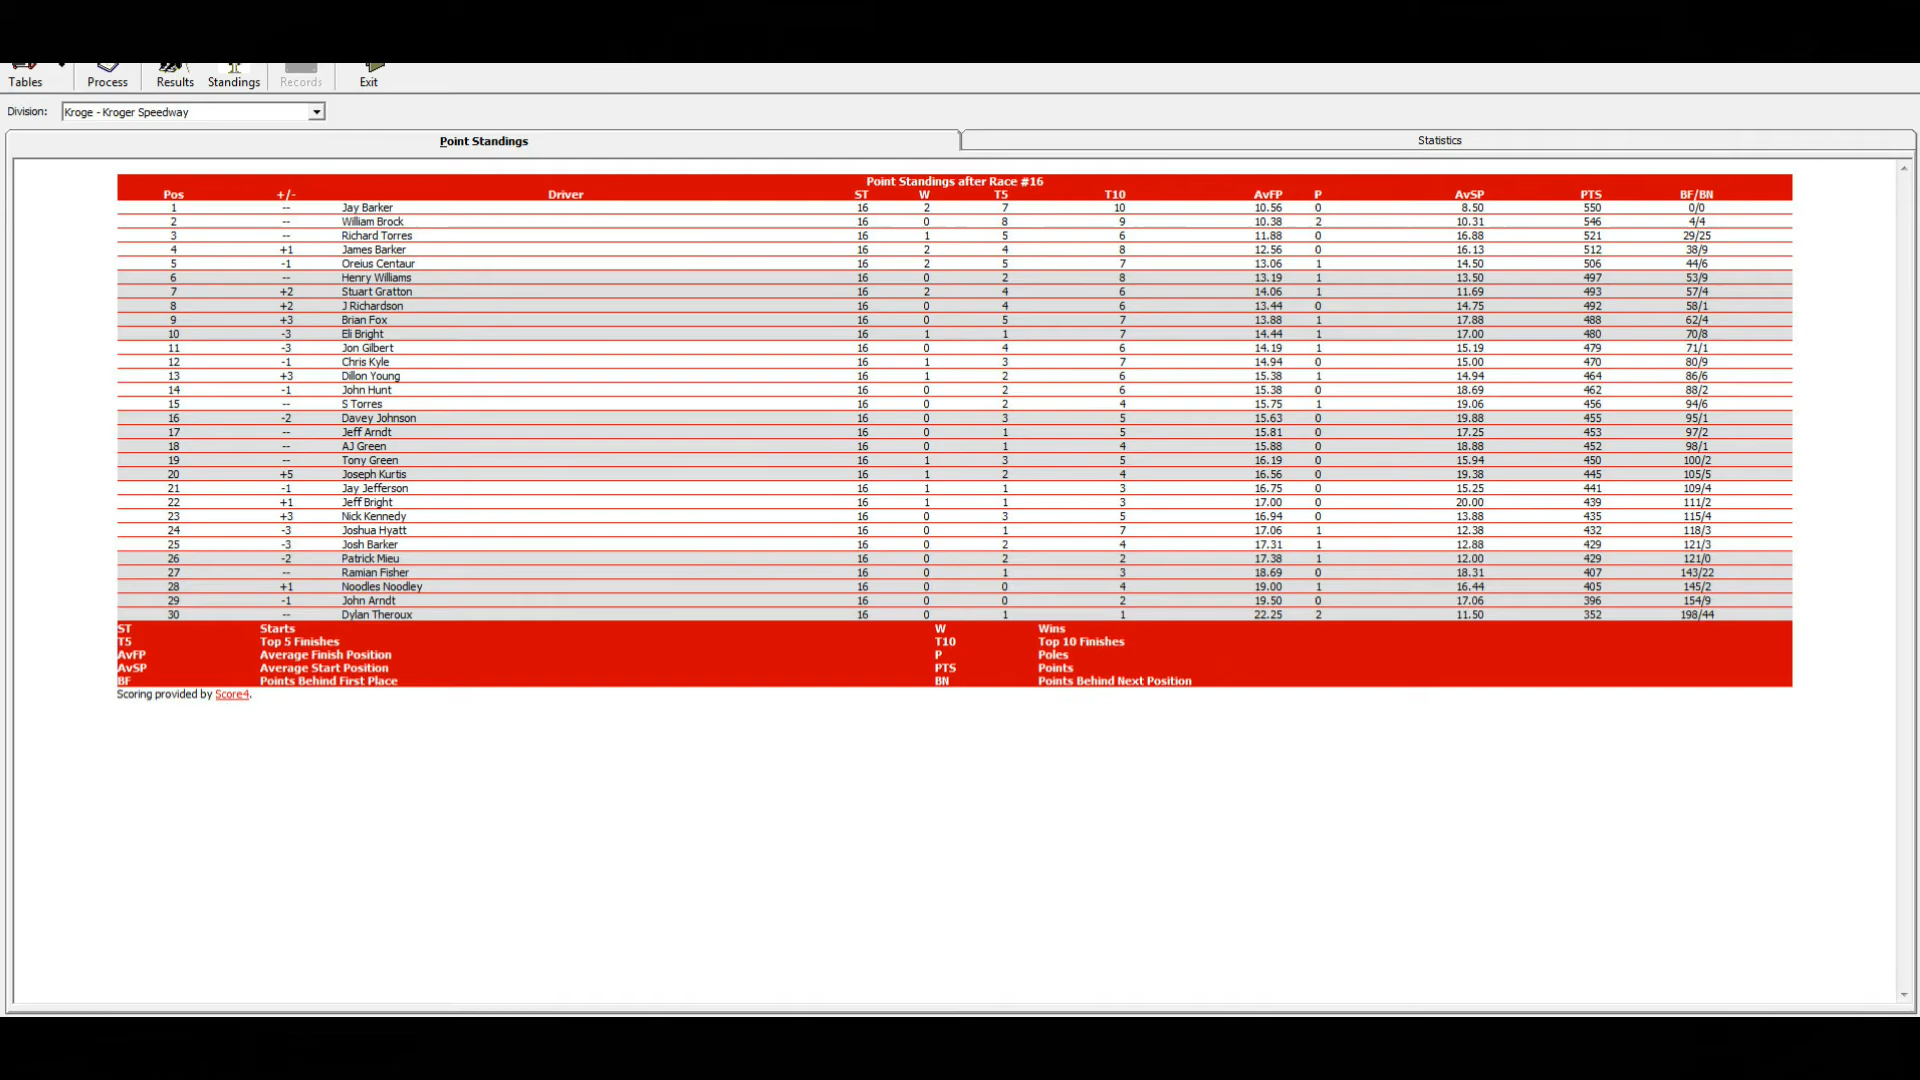 Tables Process Results Standings Records Exit
Division: Kroge - Kroger Speedway
Point Standings Statistics
Point Standings after Race #16
Pos +/- Driver ST W T5 T10 AvFP P AvSP PTS BF/BN
1 -- Jay Barker 16 2 7 10 10.56 0 8.50 550 0/0
2 -- William Brock 16 0 8 9 10.38 2 10.31 546 4/4
3 -- Richard Torres 16 1 5 6 11.88 0 16.88 521 29/25
4 +1 James Barker 16 2 4 8 12.56 0 16.13 512 38/9
5 -1 Oreius Centaur 16 2 5 7 13.06 1 14.50 506 44/6
6 -- Henry Williams 16 0 2 8 13.19 1 13.50 497 53/9
7 +2 Stuart Gratton 16 2 4 6 14.06 1 11.69 493 57/4
8 +2 J Richardson 16 0 4 6 13.44 0 14.75 492 58/1
9 +3 Brian Fox 16 0 5 7 13.88 1 17.88 488 62/4
10 -3 Eli Bright 16 1 1 7 14.44 1 17.00 480 70/8
11 -3 Jon Gilbert 16 0 4 6 14.19 1 15.19 479 71/1
12 -1 Chris Kyle 16 1 3 7 14.94 0 15.00 470 80/9
13 +3 Dillon Young 16 1 2 6 15.38 1 14.94 464 86/6
14 -1 John Hunt 16 0 2 6 15.38 0 18.69 462 88/2
15 -- S Torres 16 0 2 4 15.75 1 19.06 456 94/6
16 -2 Davey Johnson 16 0 3 5 15.63 0 19.88 455 95/1
17 -- Jeff Arndt 16 0 1 5 15.81 0 17.25 453 97/2
18 -- AJ Green 16 0 1 4 15.88 0 18.88 452 98/1
19 -- Tony Green 16 1 3 5 16.19 0 15.94 450 100/2
20 +5 Joseph Kurtis 16 1 2 4 16.56 0 19.38 445 105/5
21 -1 Jay Jefferson 16 1 1 3 16.75 0 15.25 441 109/4
22 +1 Jeff Bright 16 1 1 3 17.00 0 20.00 439 111/2
23 +3 Nick Kennedy 16 0 3 5 16.94 0 13.88 435 115/4
24 -3 Joshua Hyatt 16 0 1 7 17.06 1 12.38 432 118/3
25 -3 Josh Barker 16 0 2 4 17.31 1 12.88 429 121/3
26 -2 Patrick Mieu 16 0 2 2 17.38 1 12.00 429 121/0
27 -- Ramian Fisher 16 0 1 3 18.69 0 18.31 407 143/22
28 +1 Noodles Noodley 16 0 0 4 19.00 1 16.44 405 145/2
29 -1 John Arndt 16 0 0 2 19.50 0 17.06 396 154/9
30 -- Dylan Theroux 16 0 1 1 22.25 2 11.50 352 198/44
ST Starts W Wins
T5 Top 5 Finishes T10 Top 10 Finishes
AvFP Average Finish Position P Poles
AvSP Average Start Position PTS Points
BF Points Behind First Place BN Points Behind Next Position
Scoring provided by Score4.